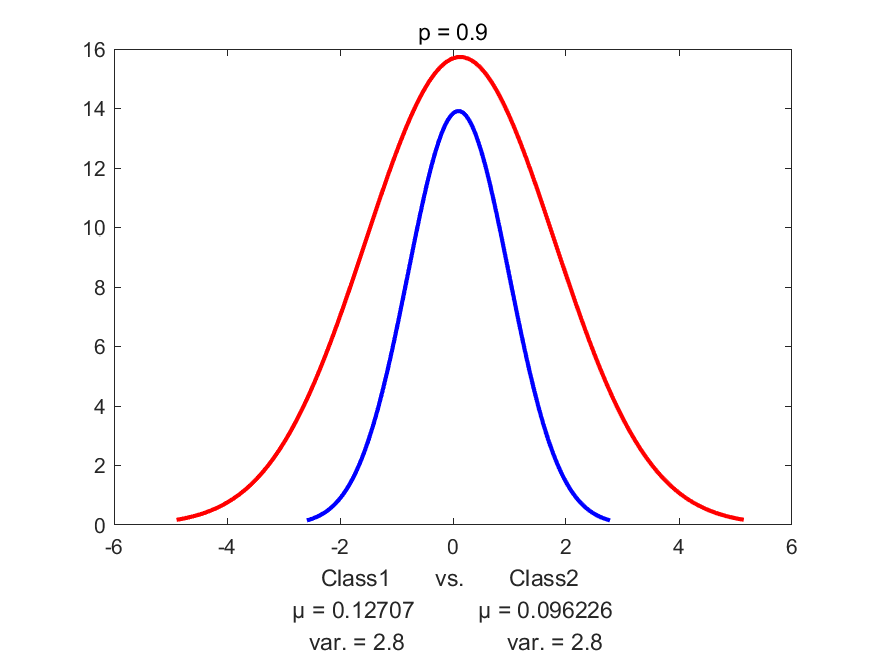 p = 0.9
16
14
12
10
8
6
4
2
0
-6 -4 -2 0 2 4 6
Class1 vs. Class2
μ = 0.12707 μ = 0.096226
var. = 2.8 var. = 2.8